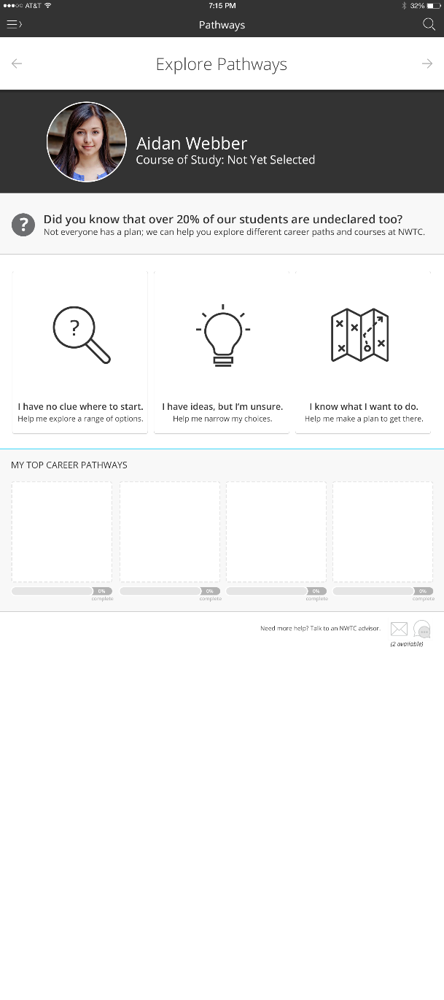 AT&T
7:15 PM
32%
Pathways
Explore Pathways
Aidan Webber
Course of Study: Not Yet Selected
?
Did you know that over 20% of our students are undeclared too?
Not everyone has a plan; we can help you explore different career paths and courses at NWTC.
?
I have no clue where to start.
Help me explore a range of options.
I have ideas, but I'm unsure.
Help me narrow my choices.
I know what I want to do.
Help me make a plan to get there.
MY TOP CAREER PATHWAYS
0%
complete
0%
complete
0%
complete
0%
complete
Need more help? Talk to an NWTC advisor.
(2 available)